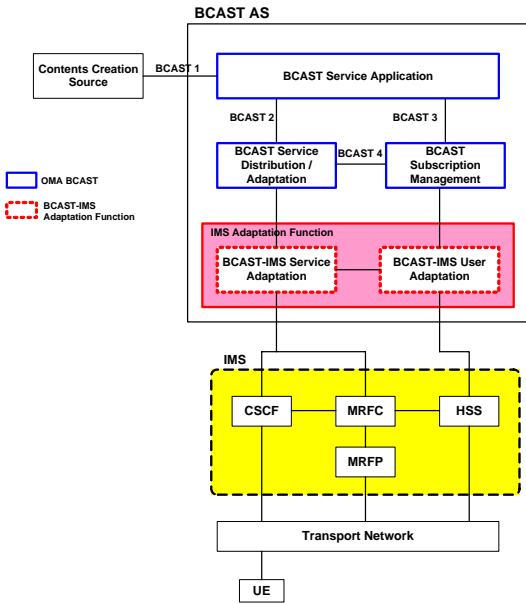 BCAST AS
Contents Creation
Source
BCAST 1
BCAST Service Application
BCAST 2
BCAST 3
BCAST Service
Distribution /
Adaptation
BCAST 4
BCAST
Subscription
Management
OMA BCAST
BCAST-IMS
Adaptation Function
IMS Adaptation Function
BCAST-IMS Service
Adaptation
BCAST-IMS User
Adaptation
IMS
CSCF
MRFC
HSS
MRFP
Transport Network
UE